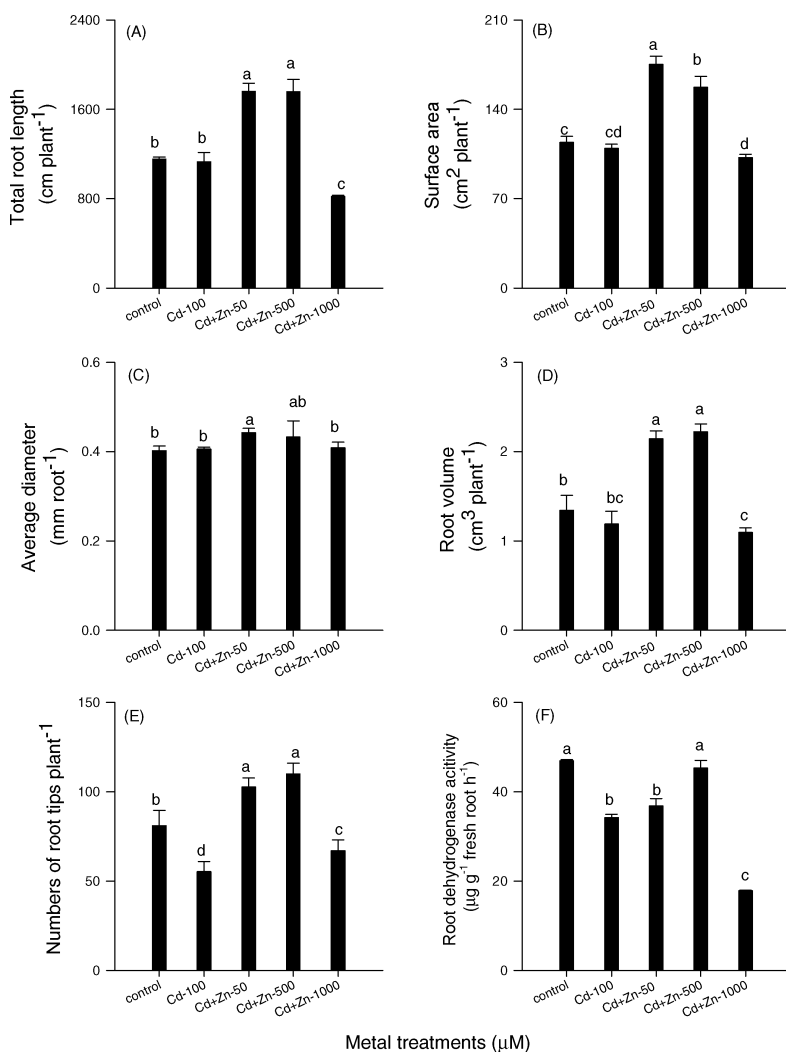 (A)
Total root length
(cm plant⁻¹)
2400
1600
800
0
b
b
a
a
c
control
Cd-100
Cd+Zn-50
Cd+Zn-500
Cd+Zn-1000
(B)
Surface area
(cm² plant⁻¹)
210
140
70
0
c
cd
a
b
d
control
Cd-100
Cd+Zn-50
Cd+Zn-500
Cd+Zn-1000
(C)
Average diameter
(mm root⁻¹)
0.6
0.4
0.2
0.0
b
b
a
ab
b
control
Cd-100
Cd+Zn-50
Cd+Zn-500
Cd+Zn-1000
(D)
Root volume
(cm³ plant⁻¹)
3
2
1
0
b
bc
a
a
c
control
Cd-100
Cd+Zn-50
Cd+Zn-500
Cd+Zn-1000
(E)
Numbers of root tips plant⁻¹
150
100
50
0
b
d
a
a
c
control
Cd-100
Cd+Zn-50
Cd+Zn-500
Cd+Zn-1000
(F)
Root dehydrogenase acitivity
(µg g⁻¹ fresh root h⁻¹)
60
40
20
0
a
b
b
a
c
control
Cd-100
Cd+Zn-50
Cd+Zn-500
Cd+Zn-1000
Metal treatments (µM)